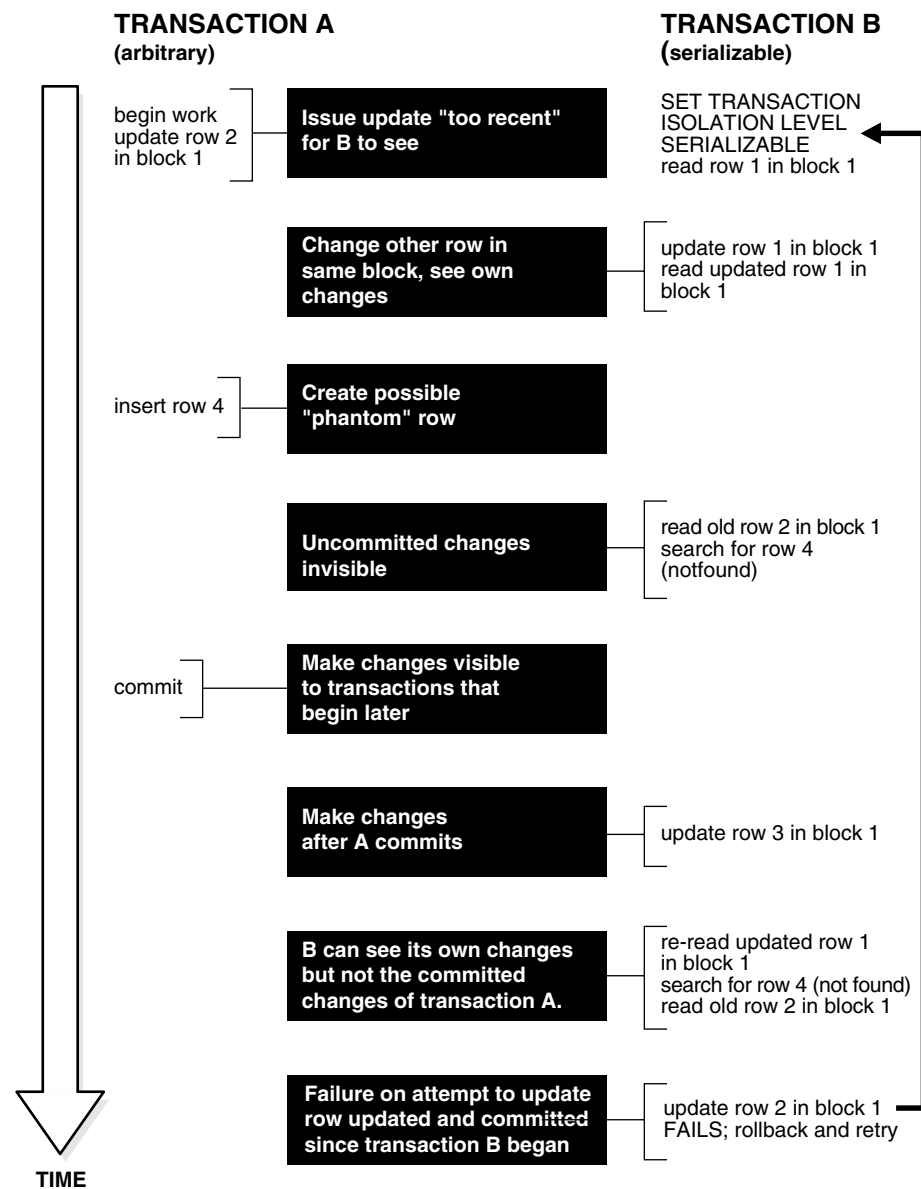 TRANSACTION A
(arbitrary)
TRANSACTION B
(serializable)
begin work
update row 2
in block 1
Issue update "too recent"
for B to see
SET TRANSACTION
ISOLATION LEVEL
SERIALIZABLE
read row 1 in block 1
Change other row in
same block, see own
changes
update row 1 in block 1
read updated row 1 in
block 1
insert row 4
Create possible
"phantom" row
Uncommitted changes
invisible
read old row 2 in block 1
search for row 4
(notfound)
commit
Make changes visible
to transactions that
begin later
Make changes
after A commits
update row 3 in block 1
B can see its own changes
but not the committed
changes of transaction A.
re-read updated row 1
in block 1
search for row 4 (not found)
read old row 2 in block 1
Failure on attempt to update
row updated and committed
since transaction B began
update row 2 in block 1
FAILS; rollback and retry
TIME